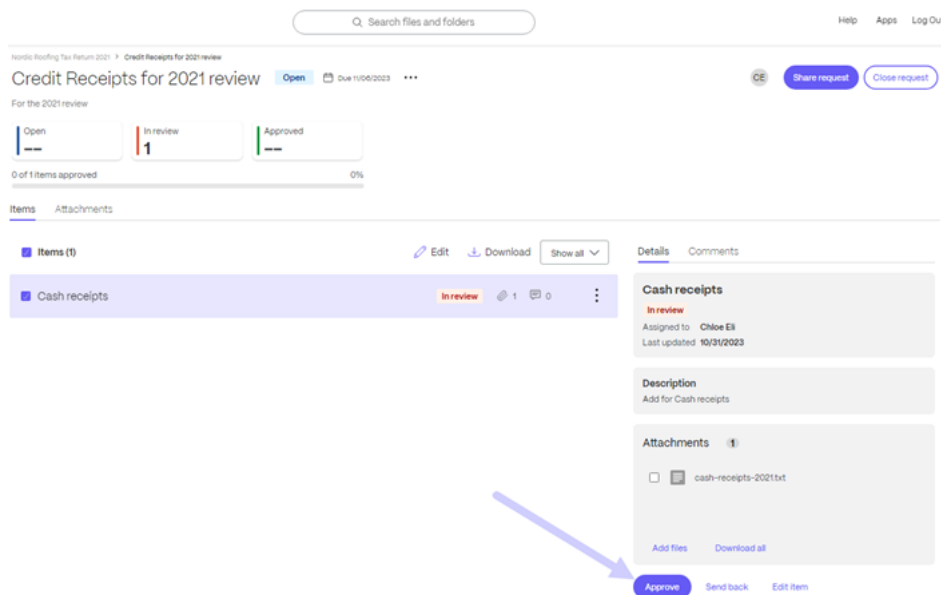 Search files and folders
Help Apps Log Ou
Nordic Roofing Tax Return 2021 > Credit Receipts for 2021 review
Credit Receipts for 2021 review Open Due 11/06/2023 ... CE Share request Close request
For the 2021 review
Open In review Approved
-- 1 --
0 of 1 items approved 0%
Items Attachments
Items (1) Edit Download Show all Details Comments
Cash receipts In review 1 0
Cash receipts
In review
Assigned to Chloe Eli
Last updated 10/31/2023
Description
Add for Cash receipts
Attachments 1
cash-receipts-2021.txt
Add files Download all
Approve Send back Edit item